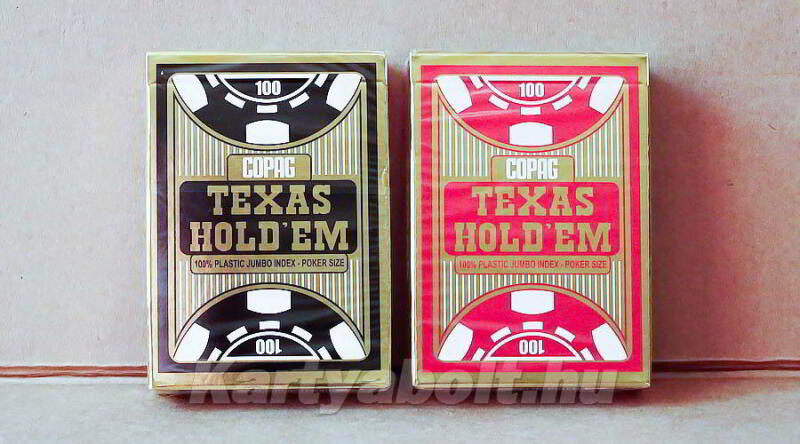 100
COPAG
TEXAS
HOLD'EM
100% PLASTIC JUMBO INDEX - POKER SIZE
100
100
COPAG
TEXAS
HOLD'EM
100% PLASTIC JUMBO INDEX - POKER SIZE
100
Kartyabolt.hu